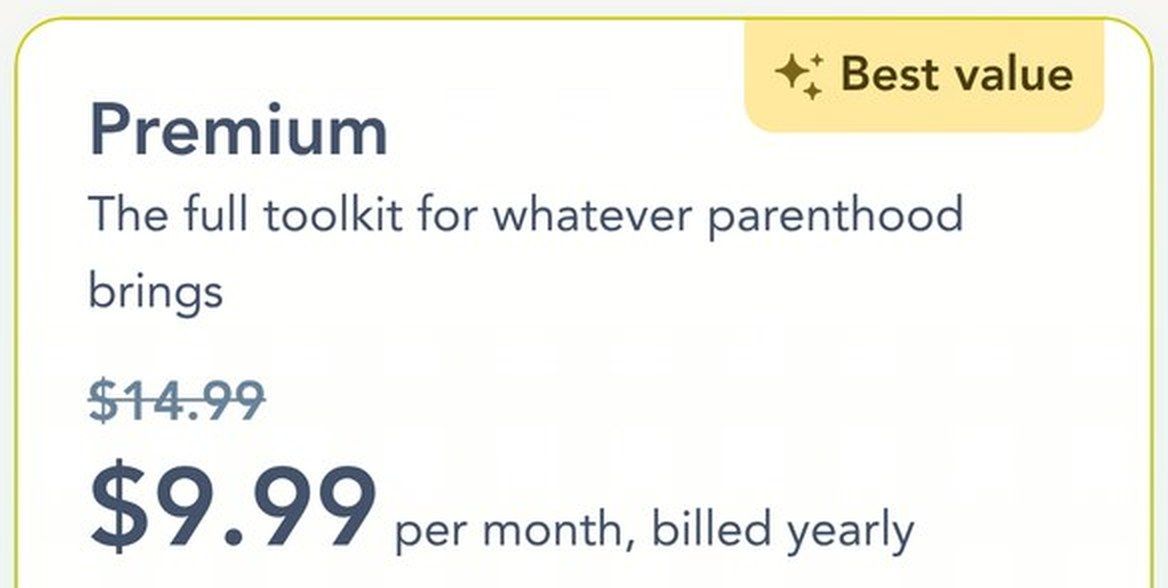 Best value
Premium
The full toolkit for whatever parenthood
brings
$14.99
$9.99 per month, billed yearly